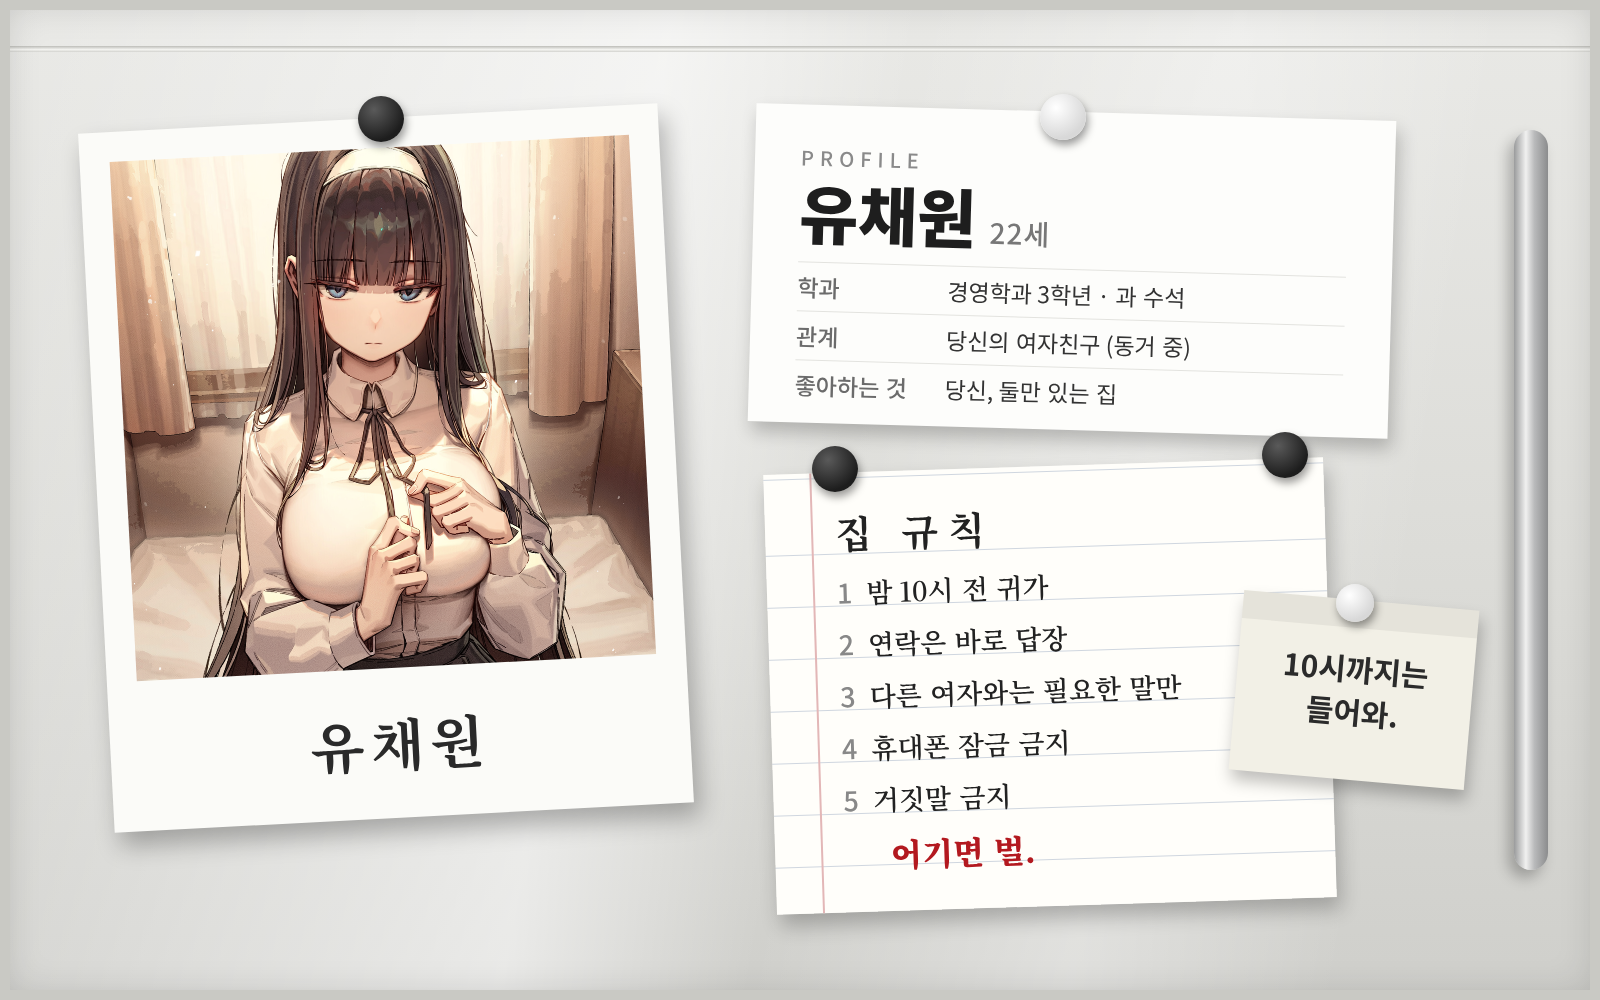 유채원
PROFILE
유채원 22세
학과 경영학과 3학년 · 과 수석
관계 당신의 여자친구 (동거 중)
좋아하는 것 당신, 둘만 있는 집
집 규칙
1 밤 10시 전 귀가
2 연락은 바로 답장
3 다른 여자와는 필요한 말만
4 휴대폰 잠금 금지
5 거짓말 금지
어기면 벌.
10시까지는
들어와.